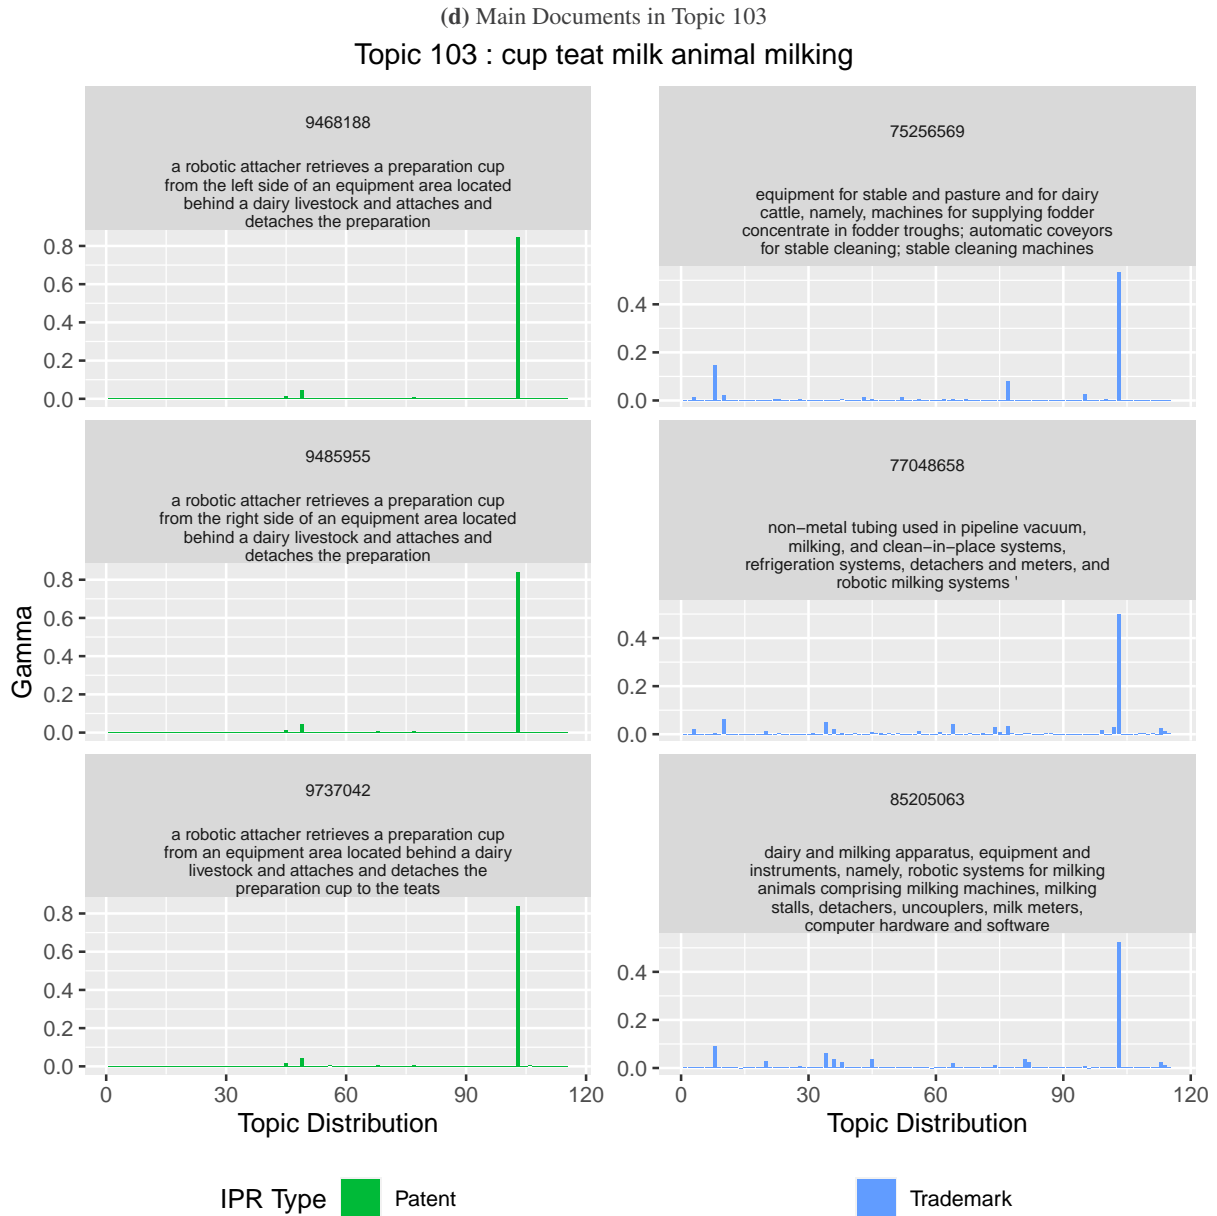 (d) Main Documents in Topic 103
Topic 103 : cup teat milk animal milking
9468188
a robotic attacher retrieves a preparation cup
from the left side of an equipment area located
behind a dairy livestock and attaches and
detaches the preparation
0.8
0.6
0.4
0.2
0.0
75256569
equipment for stable and pasture and for dairy
cattle, namely, machines for supplying fodder
concentrate in fodder troughs; automatic coveyors
for stable cleaning; stable cleaning machines
0.4
0.2
0.0
9485955
a robotic attacher retrieves a preparation cup
from the right side of an equipment area located
behind a dairy livestock and attaches and
detaches the preparation
0.8
0.6
0.4
0.2
0.0
77048658
non−metal tubing used in pipeline vacuum,
milking, and clean−in−place systems,
refrigeration systems, detachers and meters, and
robotic milking systems '
0.4
0.2
0.0
Gamma
9737042
a robotic attacher retrieves a preparation cup
from an equipment area located behind a dairy
livestock and attaches and detaches the
preparation cup to the teats
0.8
0.6
0.4
0.2
0.0
0 30 60 90 120
Topic Distribution
85205063
dairy and milking apparatus, equipment and
instruments, namely, robotic systems for milking
animals comprising milking machines, milking
stalls, detachers, uncouplers, milk meters,
computer hardware and software
0.4
0.2
0.0
0 30 60 90 120
Topic Distribution
IPR Type Patent Trademark